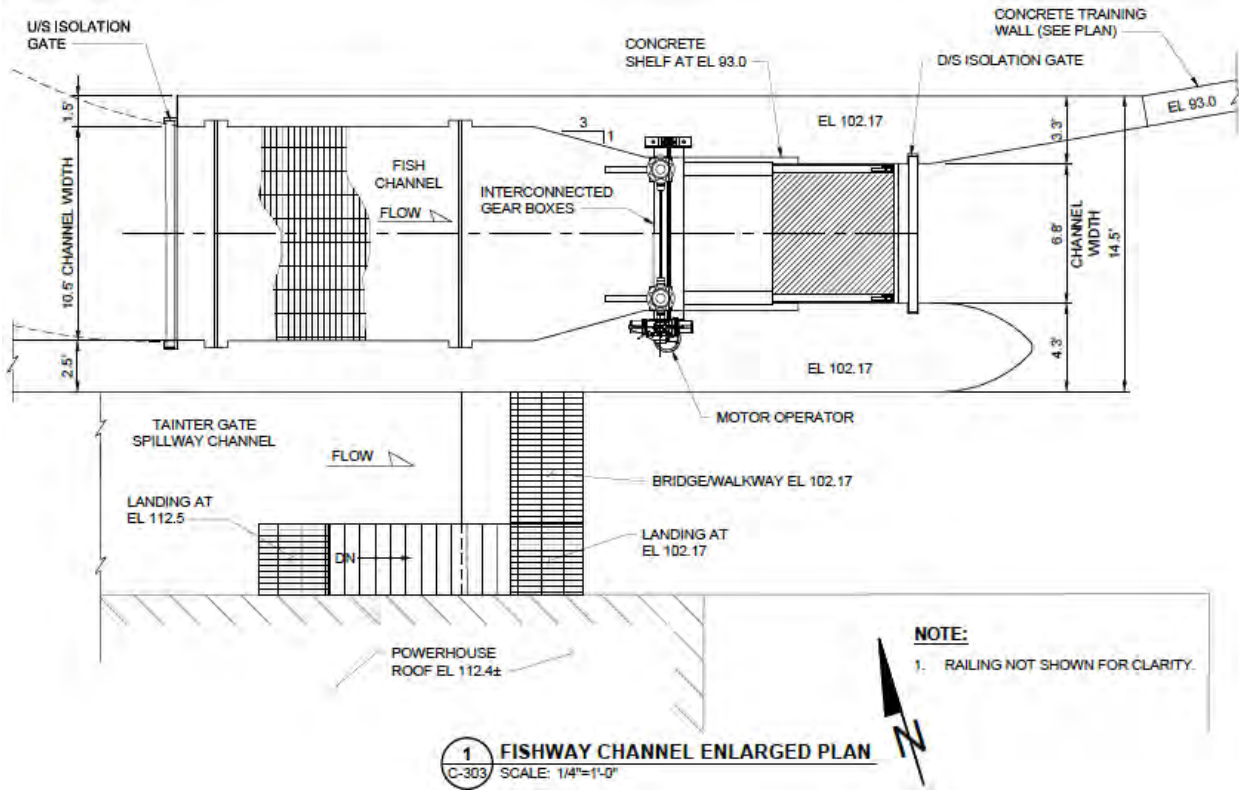 U/S ISOLATION
GATE
CONCRETE TRAINING
WALL (SEE PLAN)
CONCRETE
SHELF AT EL 93.0
D/S ISOLATION GATE
1.5'
EL 102.17
3.3'
EL 93.0
3
1
FISH
CHANNEL
FLOW
INTERCONNECTED
GEAR BOXES
10.5' CHANNEL WIDTH
6.8'
CHANNEL
WIDTH
14.5'
2.5'
EL 102.17
4.3'
MOTOR OPERATOR
TAINTER GATE
SPILLWAY CHANNEL
FLOW
BRIDGE/WALKWAY EL 102.17
LANDING AT
EL 112.5
LANDING AT
EL 102.17
DN
POWERHOUSE
ROOF EL 112.4±
NOTE:
1. RAILING NOT SHOWN FOR CLARITY.
N
1
C-303
FISHWAY CHANNEL ENLARGED PLAN
SCALE: 1/4"=1'-0"